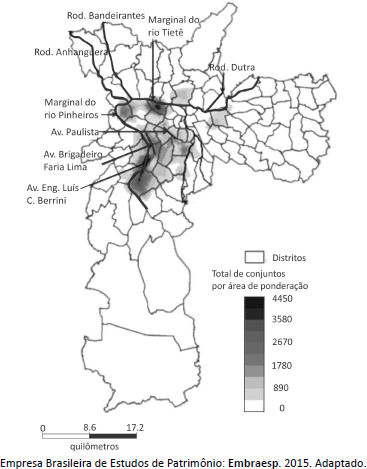 Rod. Bandeirantes
Marginal do
rio Tietê
Rod. Anhanguera
Rod. Dutra
Marginal do
rio Pinheiros
Av. Paulista
Av. Brigadeiro
Faria Lima
Av. Eng. Luís
C. Berrini
Distritos
Total de conjuntos
por área de ponderação
4450
3580
2670
1780
890
0
0 8.6 17.2
quilômetros
Empresa Brasileira de Estudos de Patrimônio: Embraesp. 2015. Adaptado.